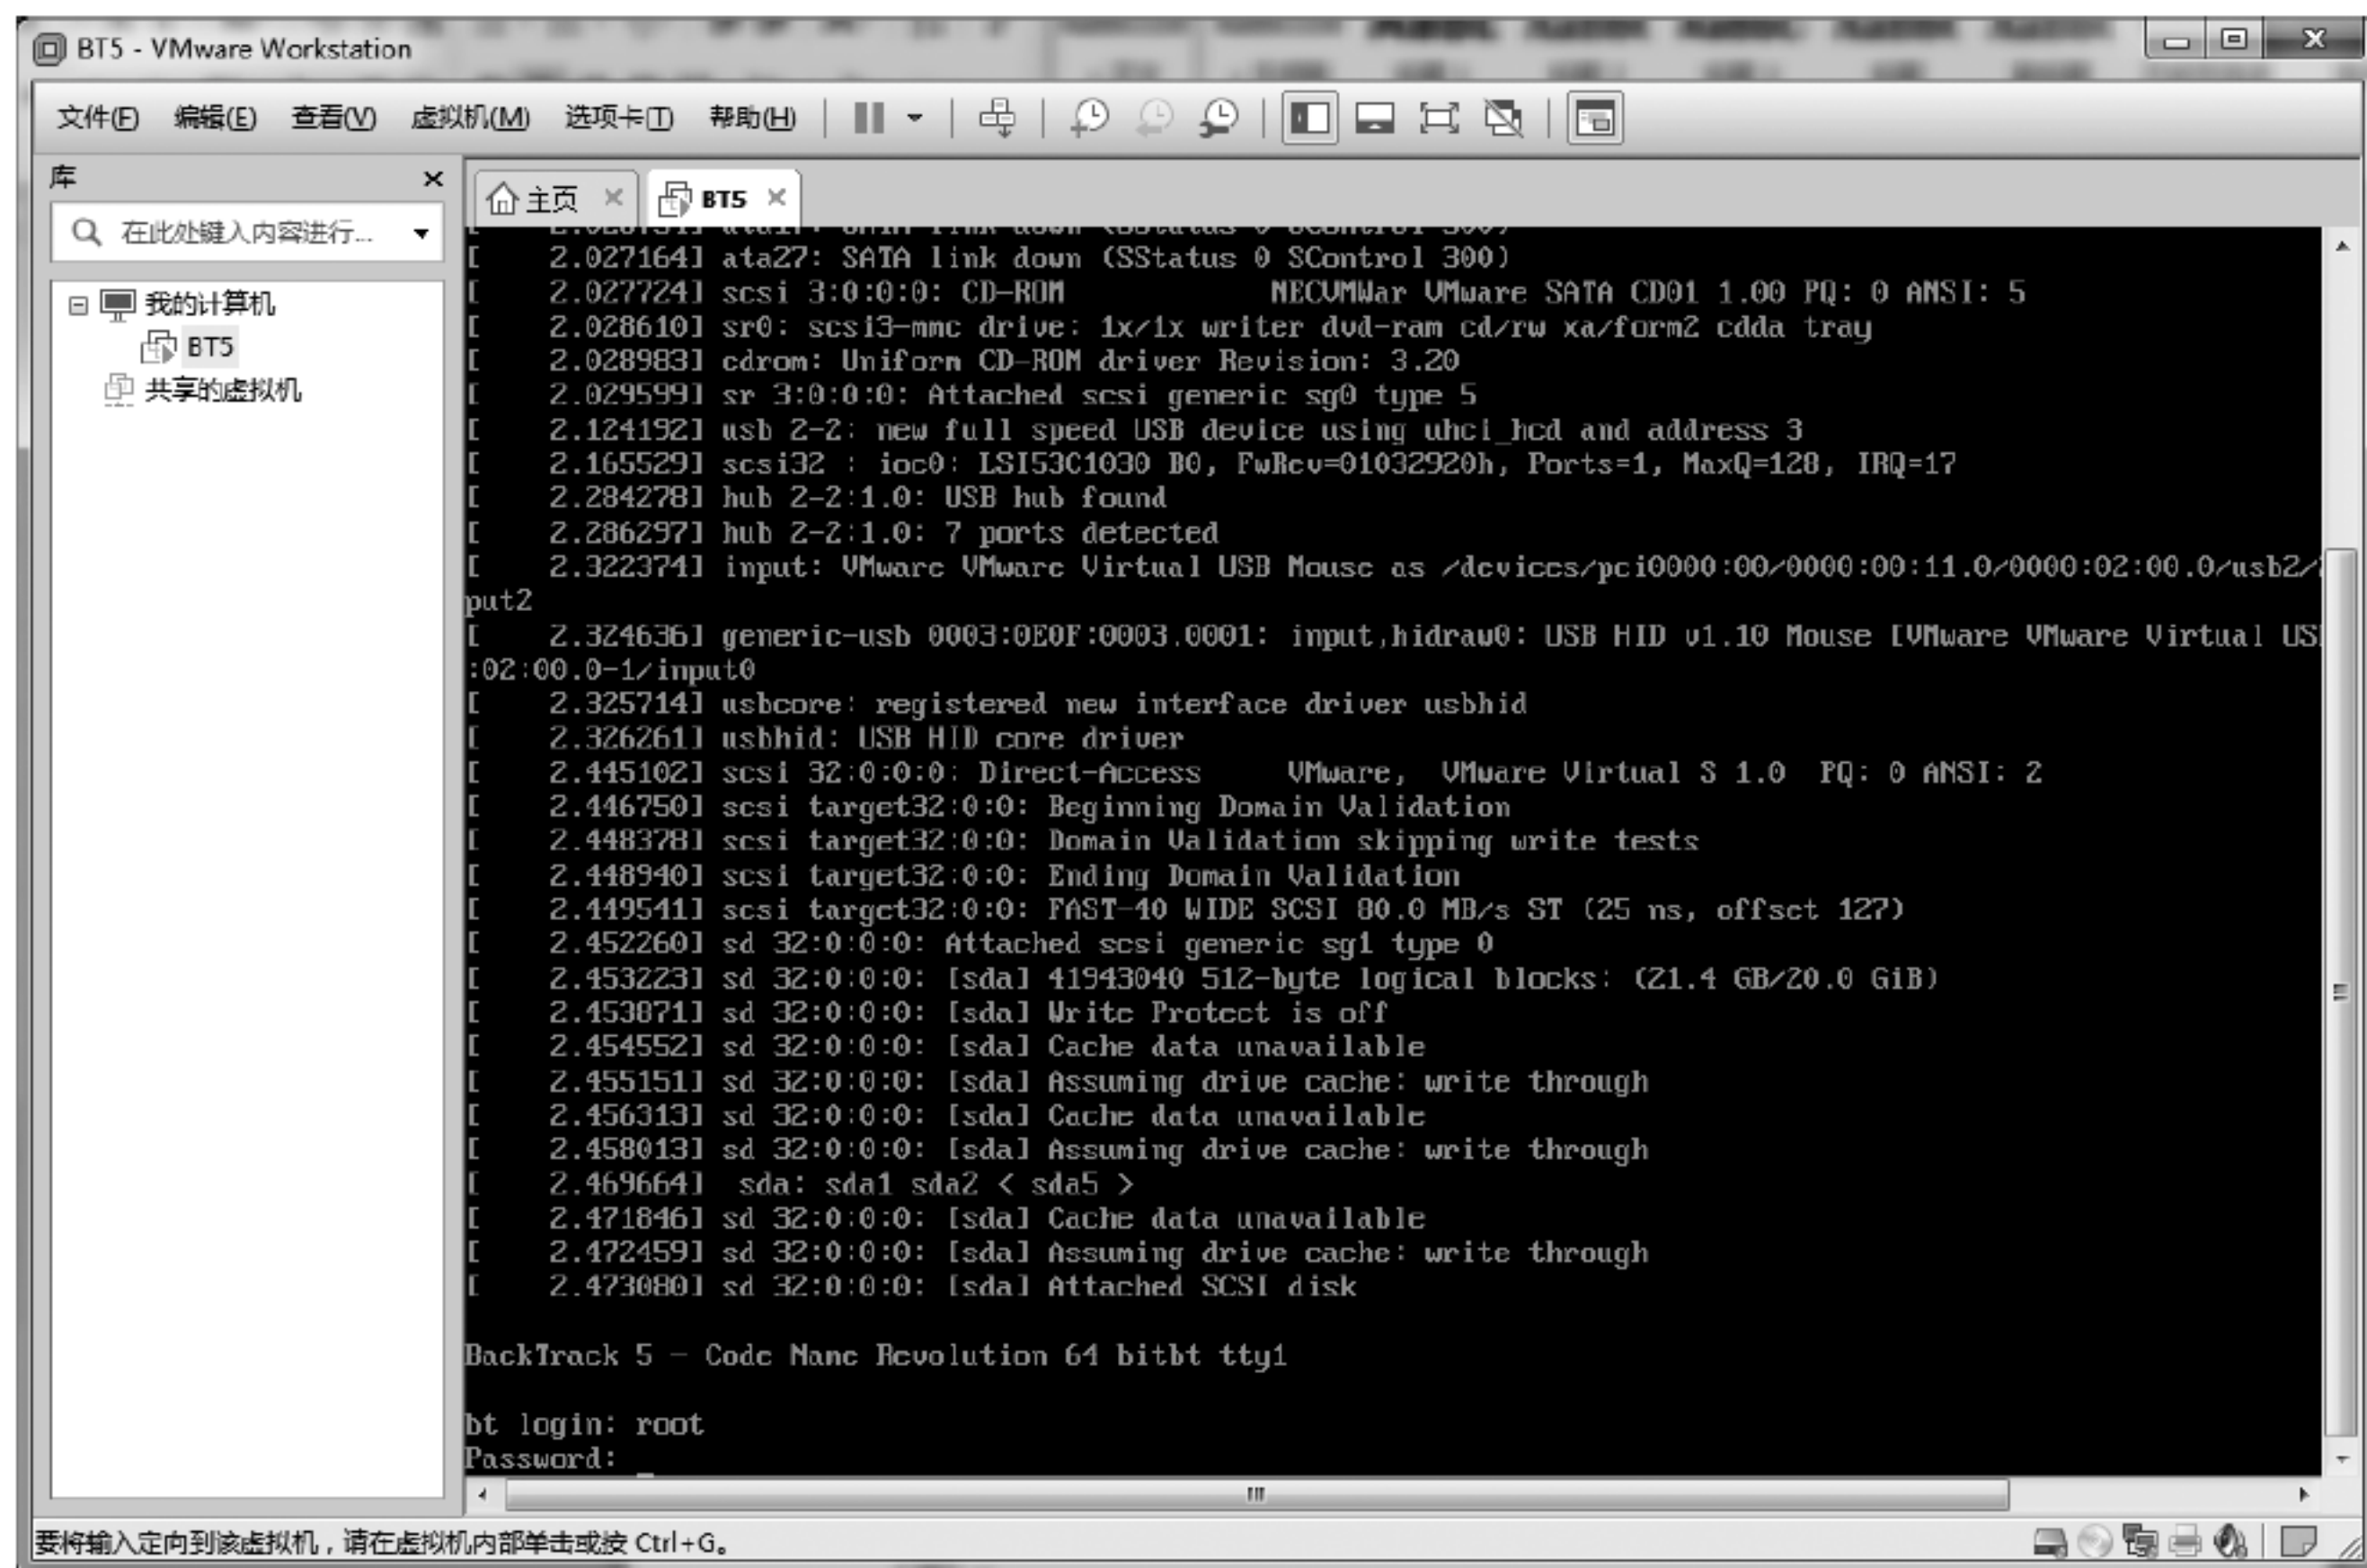 BT5 - VMware Workstation
文件(F) 编辑(E) 查看(V) 虚拟机(M) 选项卡(T) 帮助(H)
库
主页 BT5
在此处键入内容进行...
我的计算机
BT5
共享的虚拟机
[ 2.027164] ata27: SATA link down (SStatus 0 SControl 300)
[ 2.027724] scsi 3:0:0:0: CD-ROM NECVMWar VMware SATA CD01 1.00 PQ: 0 ANSI: 5
[ 2.028610] sr0: scsi3-mmc drive: 1x/1x writer dvd-ram cd/rw xa/form2 cdda tray
[ 2.028983] cdrom: Uniform CD-ROM driver Revision: 3.20
[ 2.029599] sr 3:0:0:0: Attached scsi generic sg0 type 5
[ 2.124192] usb 2-2: new full speed USB device using uhci_hcd and address 3
[ 2.165529] scsi32 : ioc0: LSI53C1030 B0, FwRev=01032920h, Ports=1, MaxQ=128, IRQ=17
[ 2.284278] hub 2-2:1.0: USB hub found
[ 2.286297] hub 2-2:1.0: 7 ports detected
[ 2.322374] input: VMware VMware Virtual USB Mouse as /devices/pci0000:00/0000:00:11.0/0000:02:00.0/usb2/
put2
[ 2.324636] generic-usb 0003:0E0F:0003.0001: input,hidraw0: USB HID v1.10 Mouse [VMware VMware Virtual US
:02:00.0-1/input0
[ 2.325714] usbcore: registered new interface driver usbhid
[ 2.326261] usbhid: USB HID core driver
[ 2.445102] scsi 32:0:0:0: Direct-Access VMware, VMware Virtual S 1.0 PQ: 0 ANSI: 2
[ 2.446750] scsi target32:0:0: Beginning Domain Validation
[ 2.448378] scsi target32:0:0: Domain Validation skipping write tests
[ 2.448940] scsi target32:0:0: Ending Domain Validation
[ 2.449541] scsi target32:0:0: FAST-40 WIDE SCSI 80.0 MB/s ST (25 ns, offset 127)
[ 2.452260] sd 32:0:0:0: Attached scsi generic sg1 type 0
[ 2.453223] sd 32:0:0:0: [sda] 41943040 512-byte logical blocks: (21.4 GB/20.0 GiB)
[ 2.453871] sd 32:0:0:0: [sda] Write Protect is off
[ 2.454552] sd 32:0:0:0: [sda] Cache data unavailable
[ 2.455151] sd 32:0:0:0: [sda] Assuming drive cache: write through
[ 2.456313] sd 32:0:0:0: [sda] Cache data unavailable
[ 2.458013] sd 32:0:0:0: [sda] Assuming drive cache: write through
[ 2.469664] sda: sda1 sda2 < sda5 >
[ 2.471846] sd 32:0:0:0: [sda] Cache data unavailable
[ 2.472459] sd 32:0:0:0: [sda] Assuming drive cache: write through
[ 2.473080] sd 32:0:0:0: [sda] Attached SCSI disk
BackTrack 5 - Code Name Revolution 64 bitbt tty1
bt login: root
Password:
要将输入定向到该虚拟机，请在虚拟机内部单击或按 Ctrl+G。